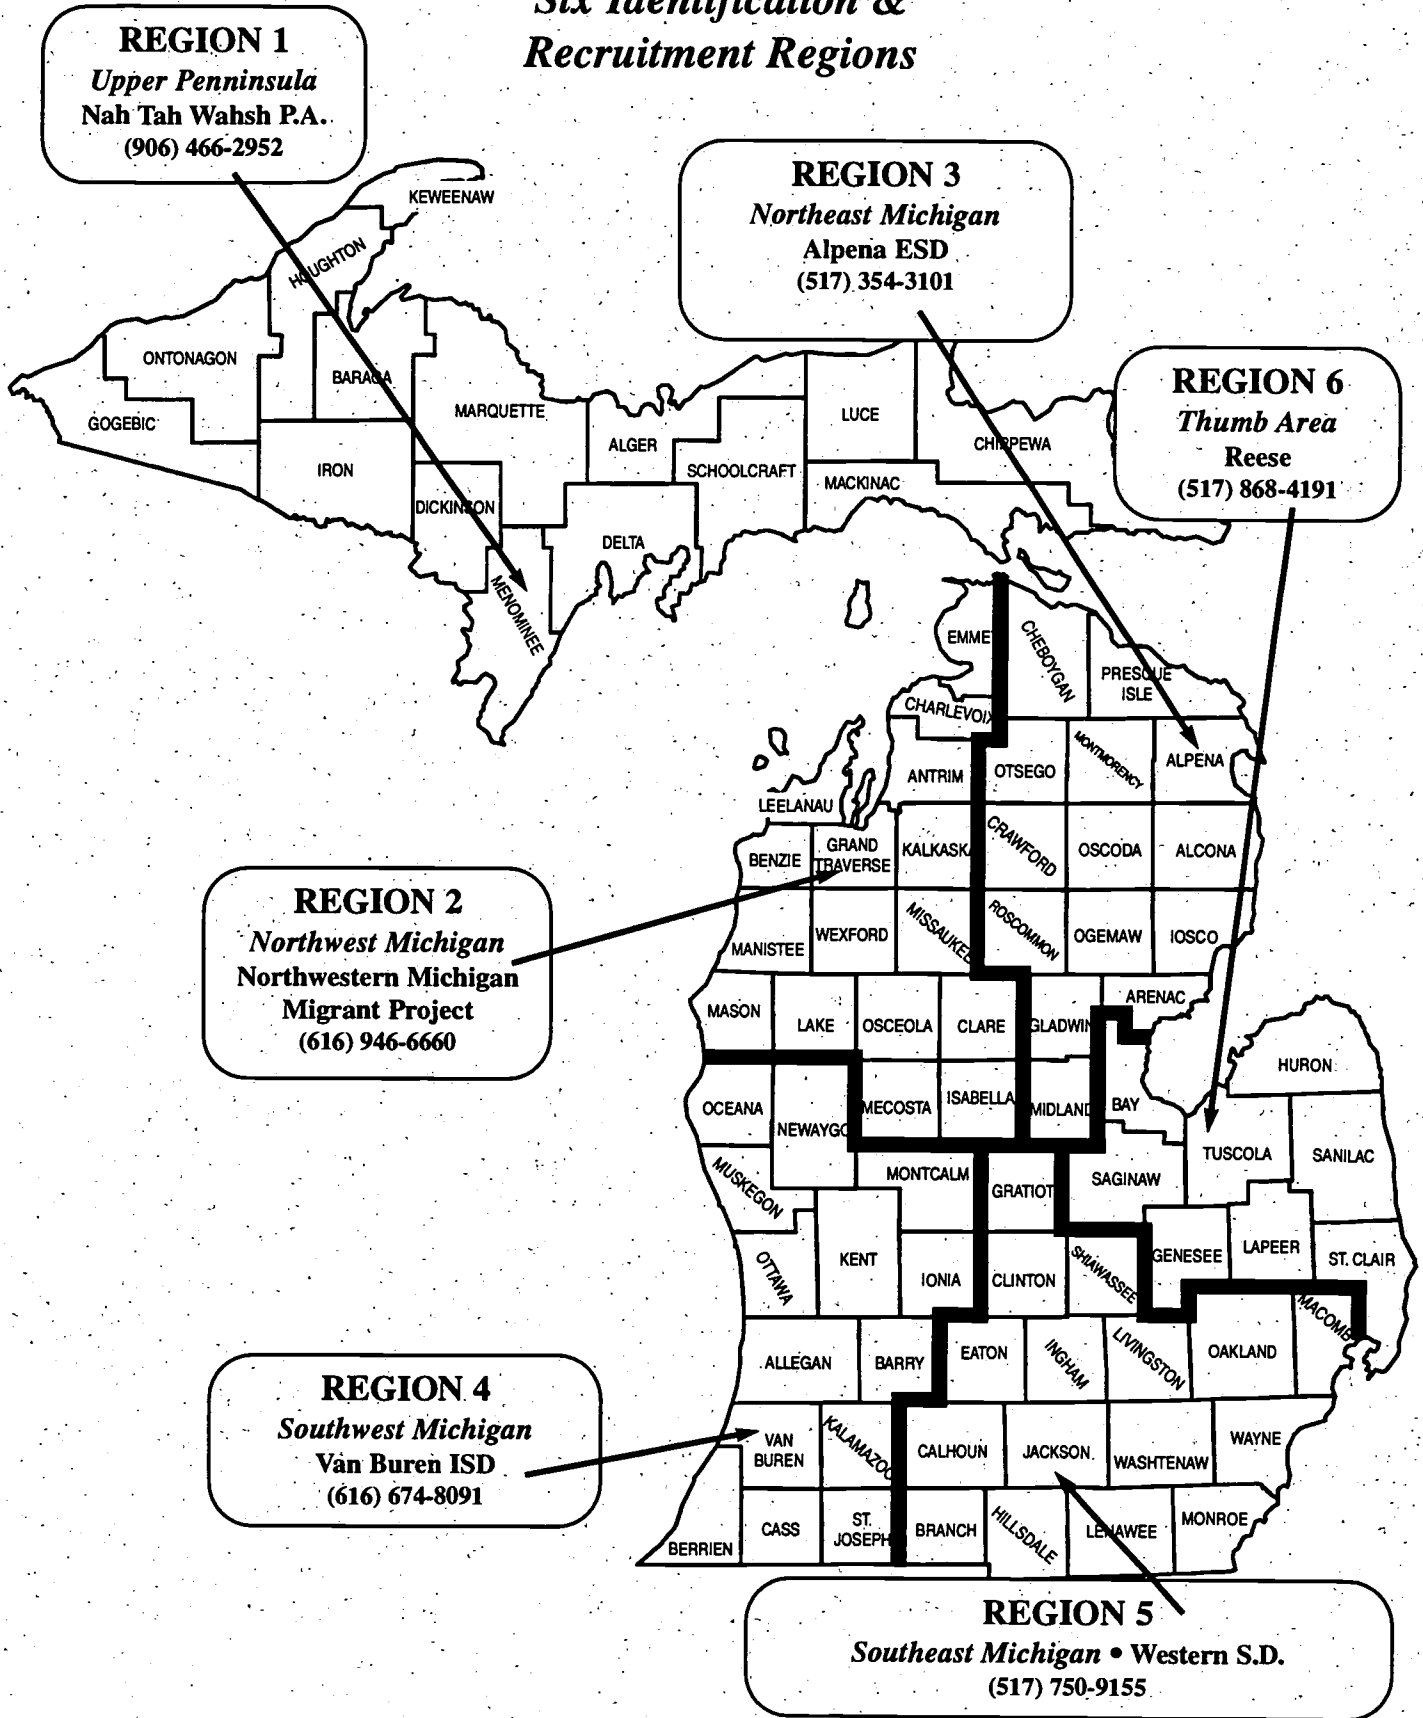 Six Identification &
Recruitment Regions
REGION 1
Upper Penninsula
Nah Tah Wahsh P.A.
(906) 466-2952
REGION 3
Northeast Michigan
Alpena ESD
(517) 354-3101
REGION 6
Thumb Area
Reese
(517) 868-4191
KEWEENAW
HOUGHTON
ONTONAGON
BARAGA
GOGEBIC
MARQUETTE
LUCE
ALGER
CHIPPEWA
IRON
SCHOOLCRAFT
MACKINAC
DICKINSON
DELTA
MENOMINEE
EMME
CHEBOYGAN
PRESQUE
ISLE
CHARLEVOIX
ANTRIM
OTSEGO
MONTMORENCY
ALPENA
LEELANAU
BENZIE
GRAND
TRAVERSE
KALKASKA
CRAWFORD
OSCODA
ALCONA
REGION 2
Northwest Michigan
Northwestern Michigan
Migrant Project
(616) 946-6660
MANISTEE
WEXFORD
MISSAUKEE
ROSCOMMON
OGEMAW
IOSCO
MASON
LAKE
OSCEOLA
CLARE
GLADWIN
ARENAC
HURON
OCEANA
NEWAYGO
MECOSTA
ISABELLA
MIDLAND
BAY
TUSCOLA
SANILAC
MUSKEGON
MONTCALM
GRATIOT
SAGINAW
OTTAWA
KENT
IONIA
CLINTON
SHIAWASSEE
GENESEE
LAPEER
ST. CLAIR
ALLEGAN
BARRY
EATON
INGHAM
LIVINGSTON
OAKLAND
MACOMB
REGION 4
Southwest Michigan
Van Buren ISD
(616) 674-8091
VAN
BUREN
KALAMAZOO
CALHOUN
JACKSON
WASHTENAW
WAYNE
BERRIEN
CASS
ST.
JOSEPH
BRANCH
HILLSDALE
LENAWEE
MONROE
REGION 5
Southeast Michigan • Western S.D.
(517) 750-9155